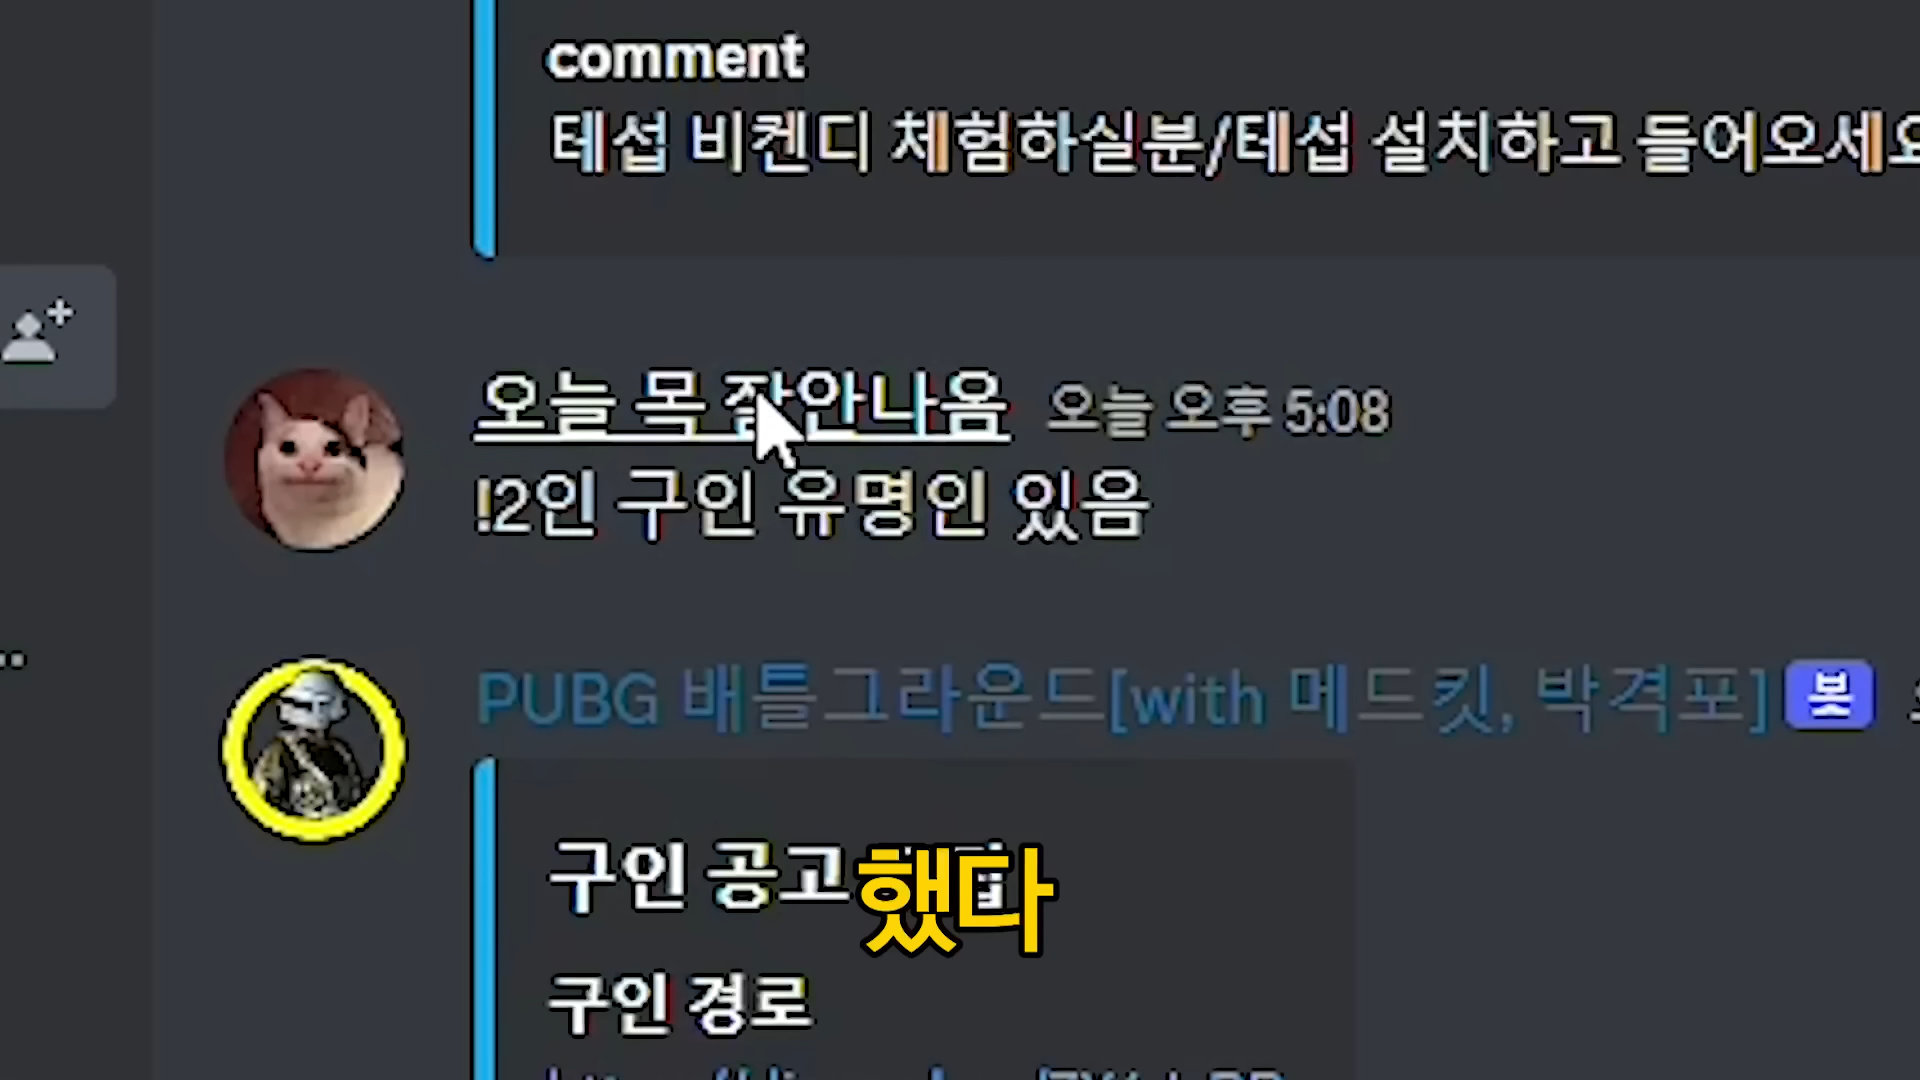 comment
테섭 비켄디 체험하실분/테섭 설치하고 들어오세요
오늘 목 잘안나옴 오늘 오후 5:08
!2인 구인 유명인 있음
PUBG 배틀그라운드[with 메드킷, 박격포] 봇
구인 공고
했다
구인 경로